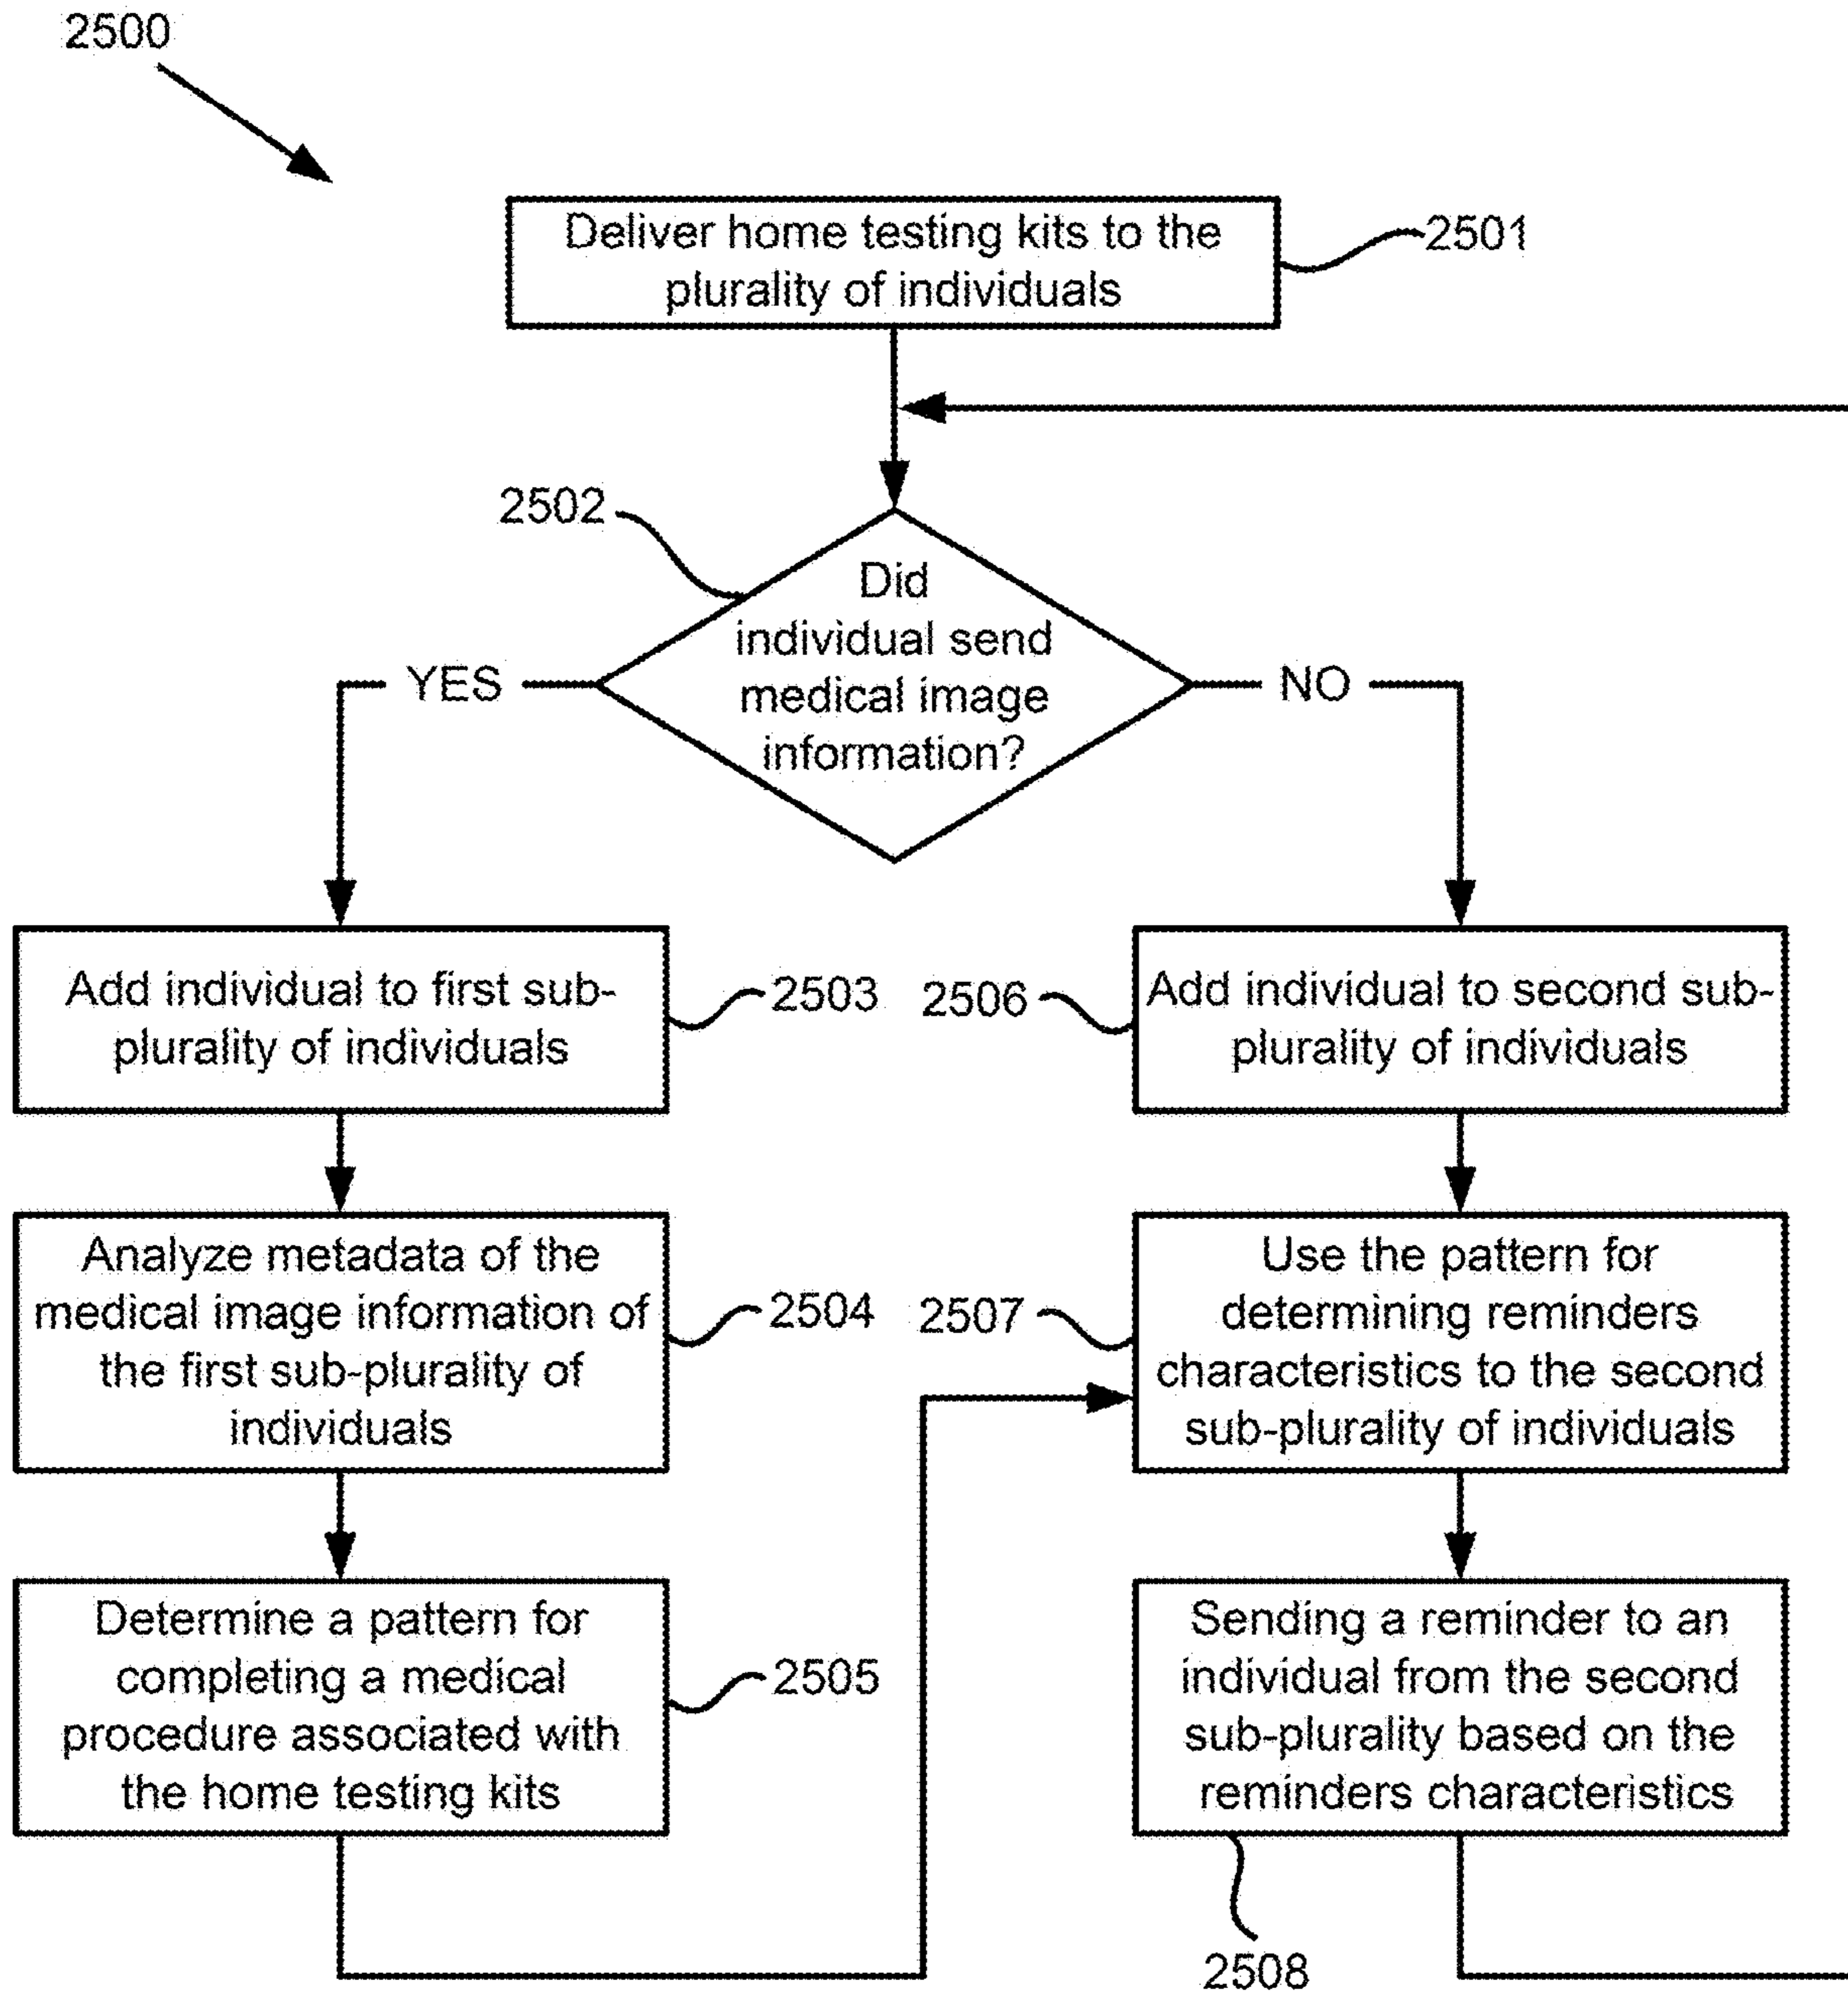 2500
Deliver home testing kits to the
plurality of individuals
2501
2502
Did
individual send
medical image
information?
YES
NO
Add individual to first sub-
plurality of individuals
2503
2506
Add individual to second sub-
plurality of individuals
Analyze metadata of the
medical image information of
the first sub-plurality of
individuals
2504
2507
Use the pattern for
determining reminders
characteristics to the second
sub-plurality of individuals
Determine a pattern for
completing a medical
procedure associated with
the home testing kits
2505
Sending a reminder to an
individual from the second
sub-plurality based on the
reminders characteristics
2508